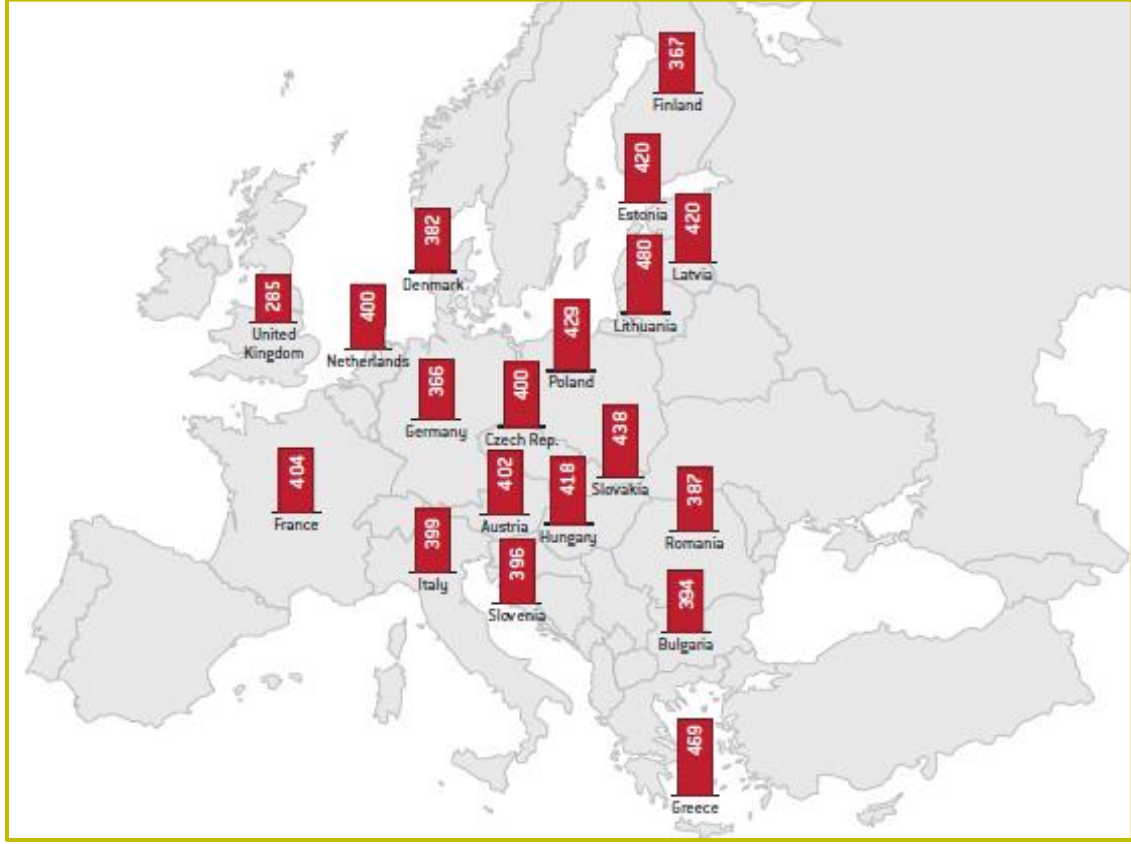 367
Finland
420
Estonia
420
Latvia
382
Denmark
480
Lithuania
285
United
Kingdom
400
Netherlands
429
Poland
366
Germany
400
Czech Rep.
438
Slovakia
404
France
402
Austria
418
Hungary
387
Romania
399
Italy
396
Slovenia
394
Bulgaria
469
Greece